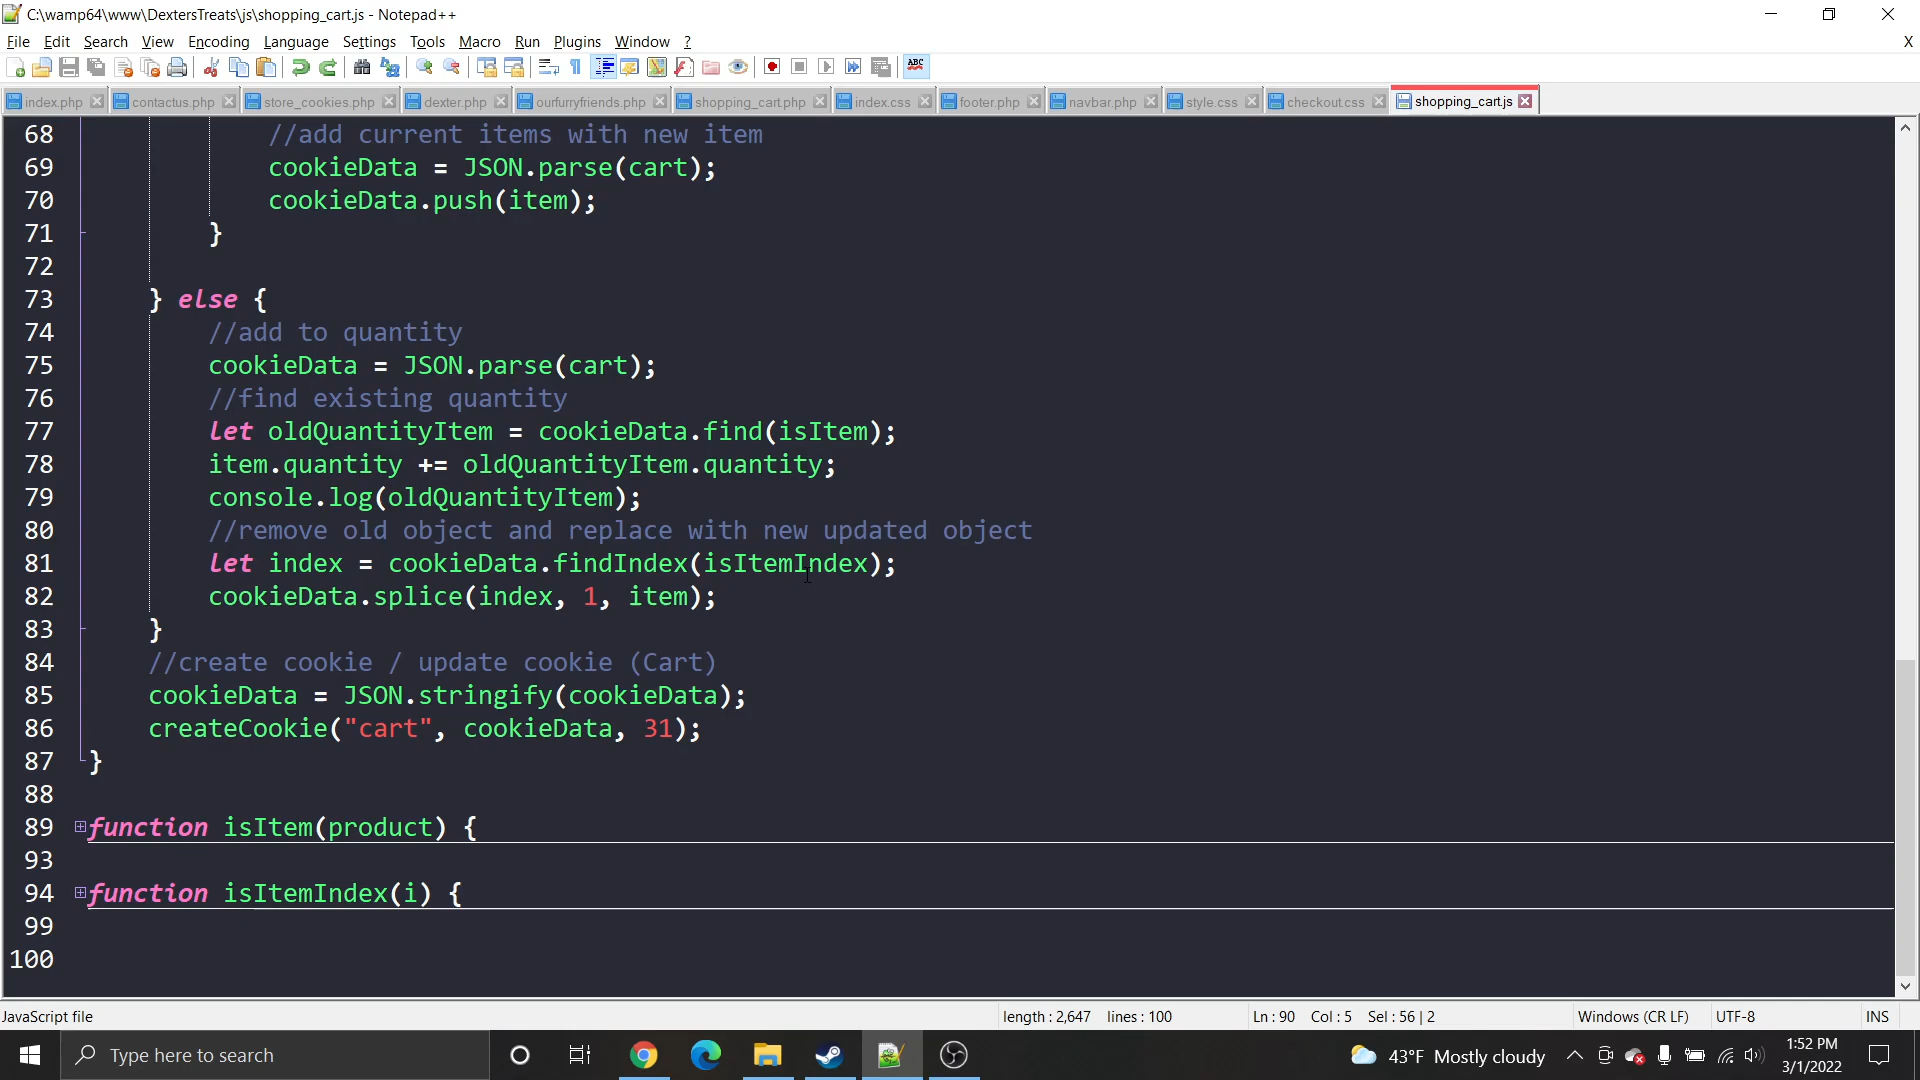 C:\wamp64\www\DextersTreats\js\shopping_cart.js - Notepad++
File Edit Search View Encoding Language Settings Tools Macro Run Plugins Window ? X
index.php contactus.php store_cookies.php dexter.php ourfurryfriends.php shopping_cart.php index.css footer.php navbar.php style.css checkout.css shopping_cart.js
68 //add current items with new item
69 cookieData = JSON.parse(cart);
70 cookieData.push(item);
71 }
72
73 } else {
74 //add to quantity
75 cookieData = JSON.parse(cart);
76 //find existing quantity
77 let oldQuantityItem = cookieData.find(isItem);
78 item.quantity += oldQuantityItem.quantity;
79 console.log(oldQuantityItem);
80 //remove old object and replace with new updated object
81 let index = cookieData.findIndex(isItemIndex);
82 cookieData.splice(index, 1, item);
83 }
84 //create cookie / update cookie (Cart)
85 cookieData = JSON.stringify(cookieData);
86 createCookie("cart", cookieData, 31);
87 }
88
89 function isItem(product) {
93
94 function isItemIndex(i) {
99
100
JavaScript file length : 2,647 lines : 100 Ln : 90 Col : 5 Sel : 56 | 2 Windows (CR LF) UTF-8 INS
Type here to search 43°F Mostly cloudy 1:52 PM
3/1/2022